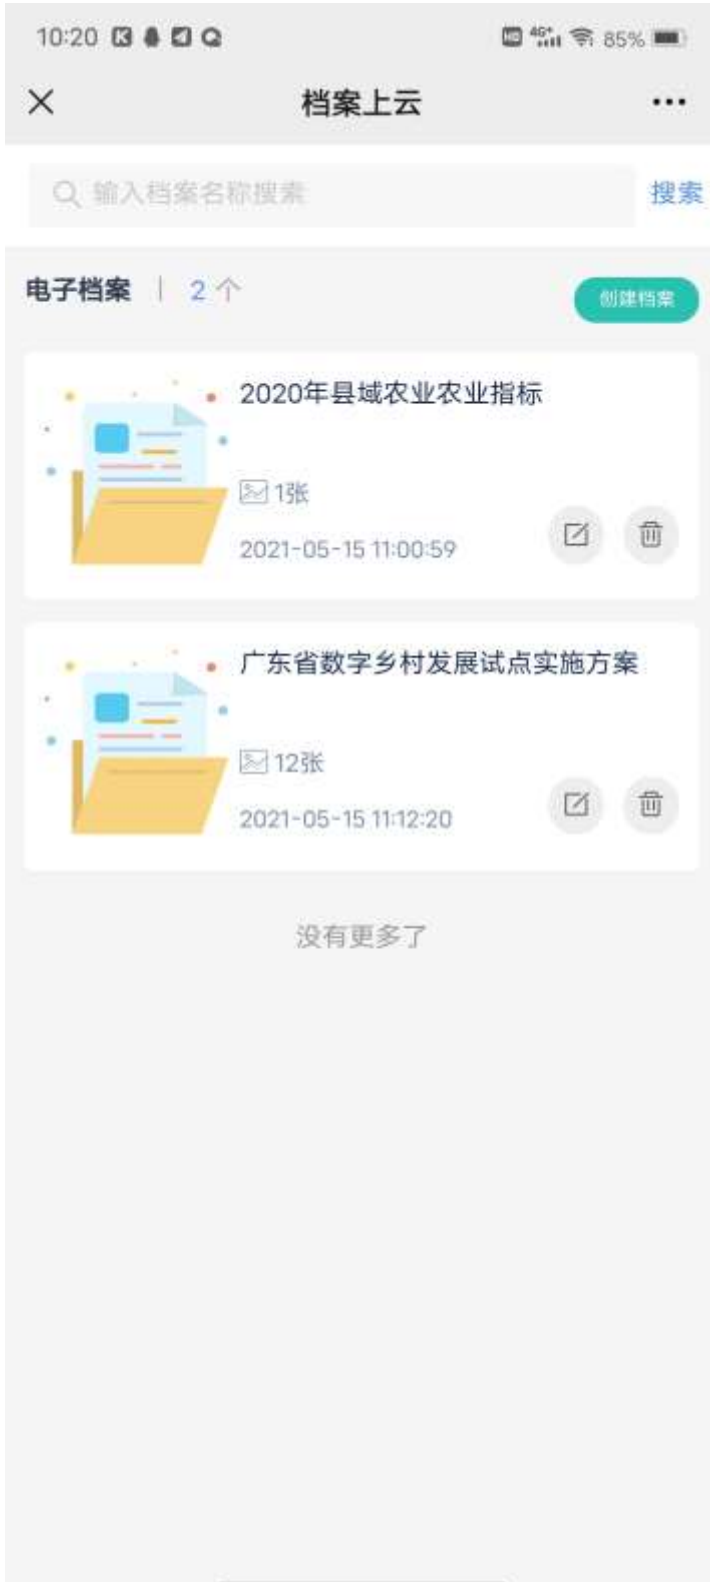 10:20 HD 4G+ 85%
档案上云
输入档案名称搜索 搜索
电子档案 | 2 个 创建档案
2020年县域农业农业指标
1张
2021-05-15 11:00:59
广东省数字乡村发展试点实施方案
12张
2021-05-15 11:12:20
没有更多了